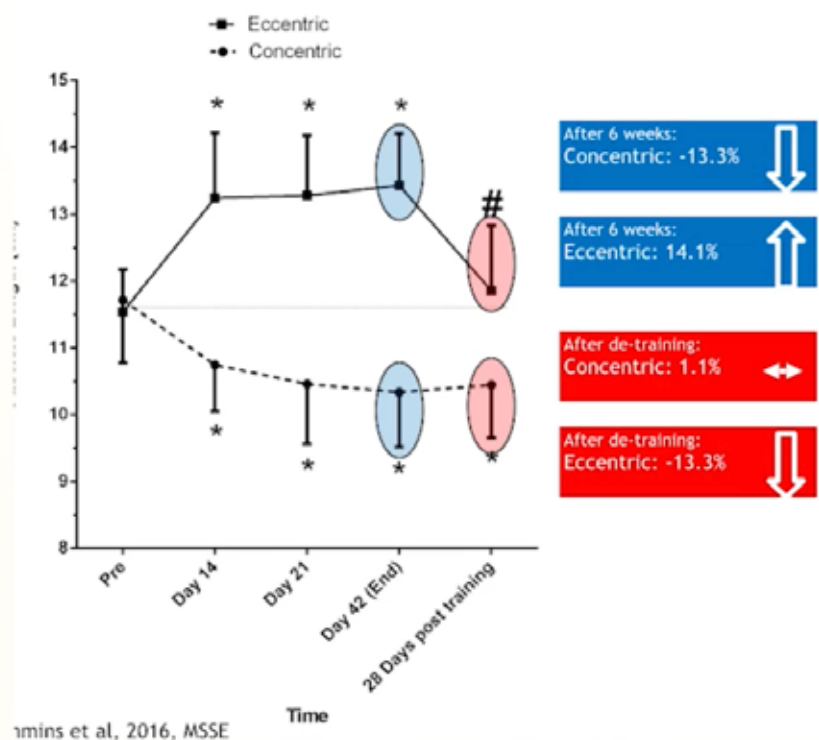 Eccentric
Concentric
15
14
13
12
11
10
9
8
*
*
*
#
*
*
*
*
Pre
Day 14
Day 21
Day 42 (End)
28 Days post training
Time
After 6 weeks:
Concentric: -13.3%
After 6 weeks:
Eccentric: 14.1%
After de-training:
Concentric: 1.1%
After de-training:
Eccentric: -13.3%
et al, 2016, MSSE